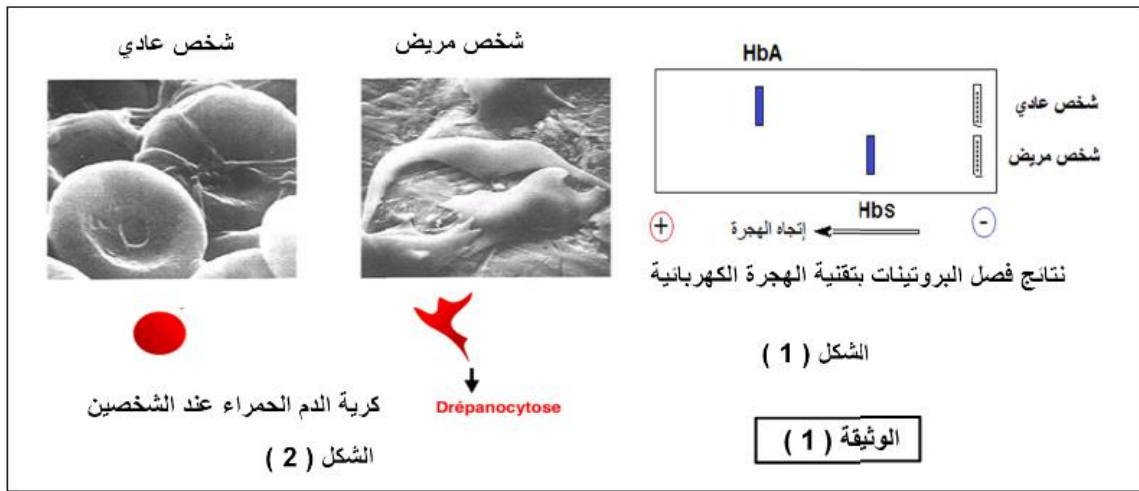 شخص عادي
شخص مريض
HbA
شخص عادي
شخص مريض
HbS
+
إتجاه الهجرة
-
نتائج فصل البروتينات بتقنية الهجرة الكهربائية
الشكل ( 1 )
Drépanocytose
كرية الدم الحمراء عند الشخصين
الشكل ( 2 )
الوثيقة ( 1 )